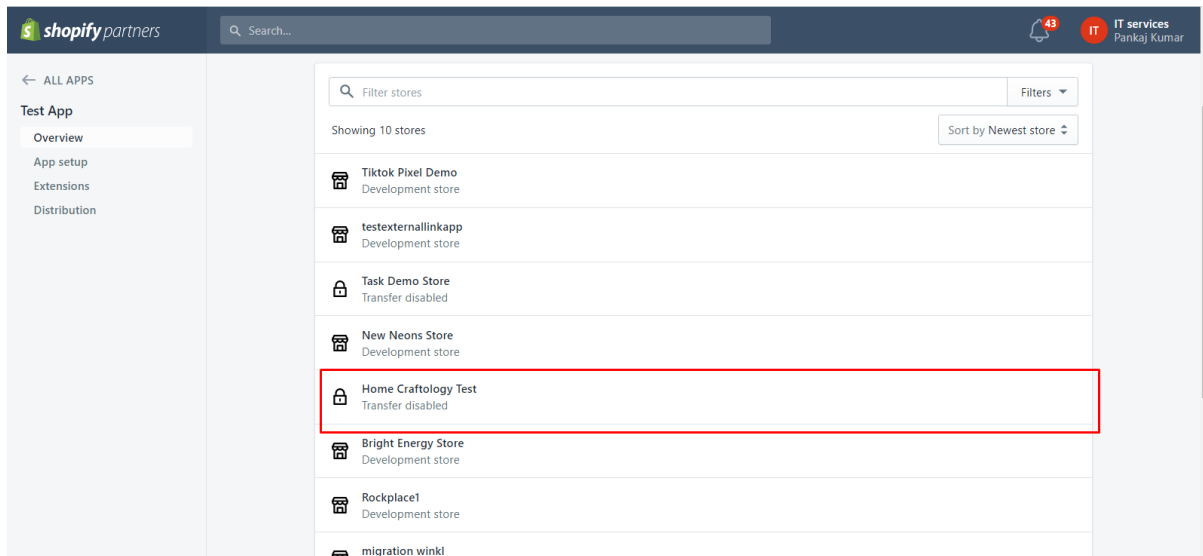 shopify partners
Search...
43
IT
IT services
Pankaj Kumar
ALL APPS
Test App
Overview
App setup
Extensions
Distribution
Filter stores
Filters
Showing 10 stores
Sort by Newest store
Tiktok Pixel Demo
Development store
testexternallinkapp
Development store
Task Demo Store
Transfer disabled
New Neons Store
Development store
Home Craftology Test
Transfer disabled
Bright Energy Store
Development store
Rockplace1
Development store
migration winkl